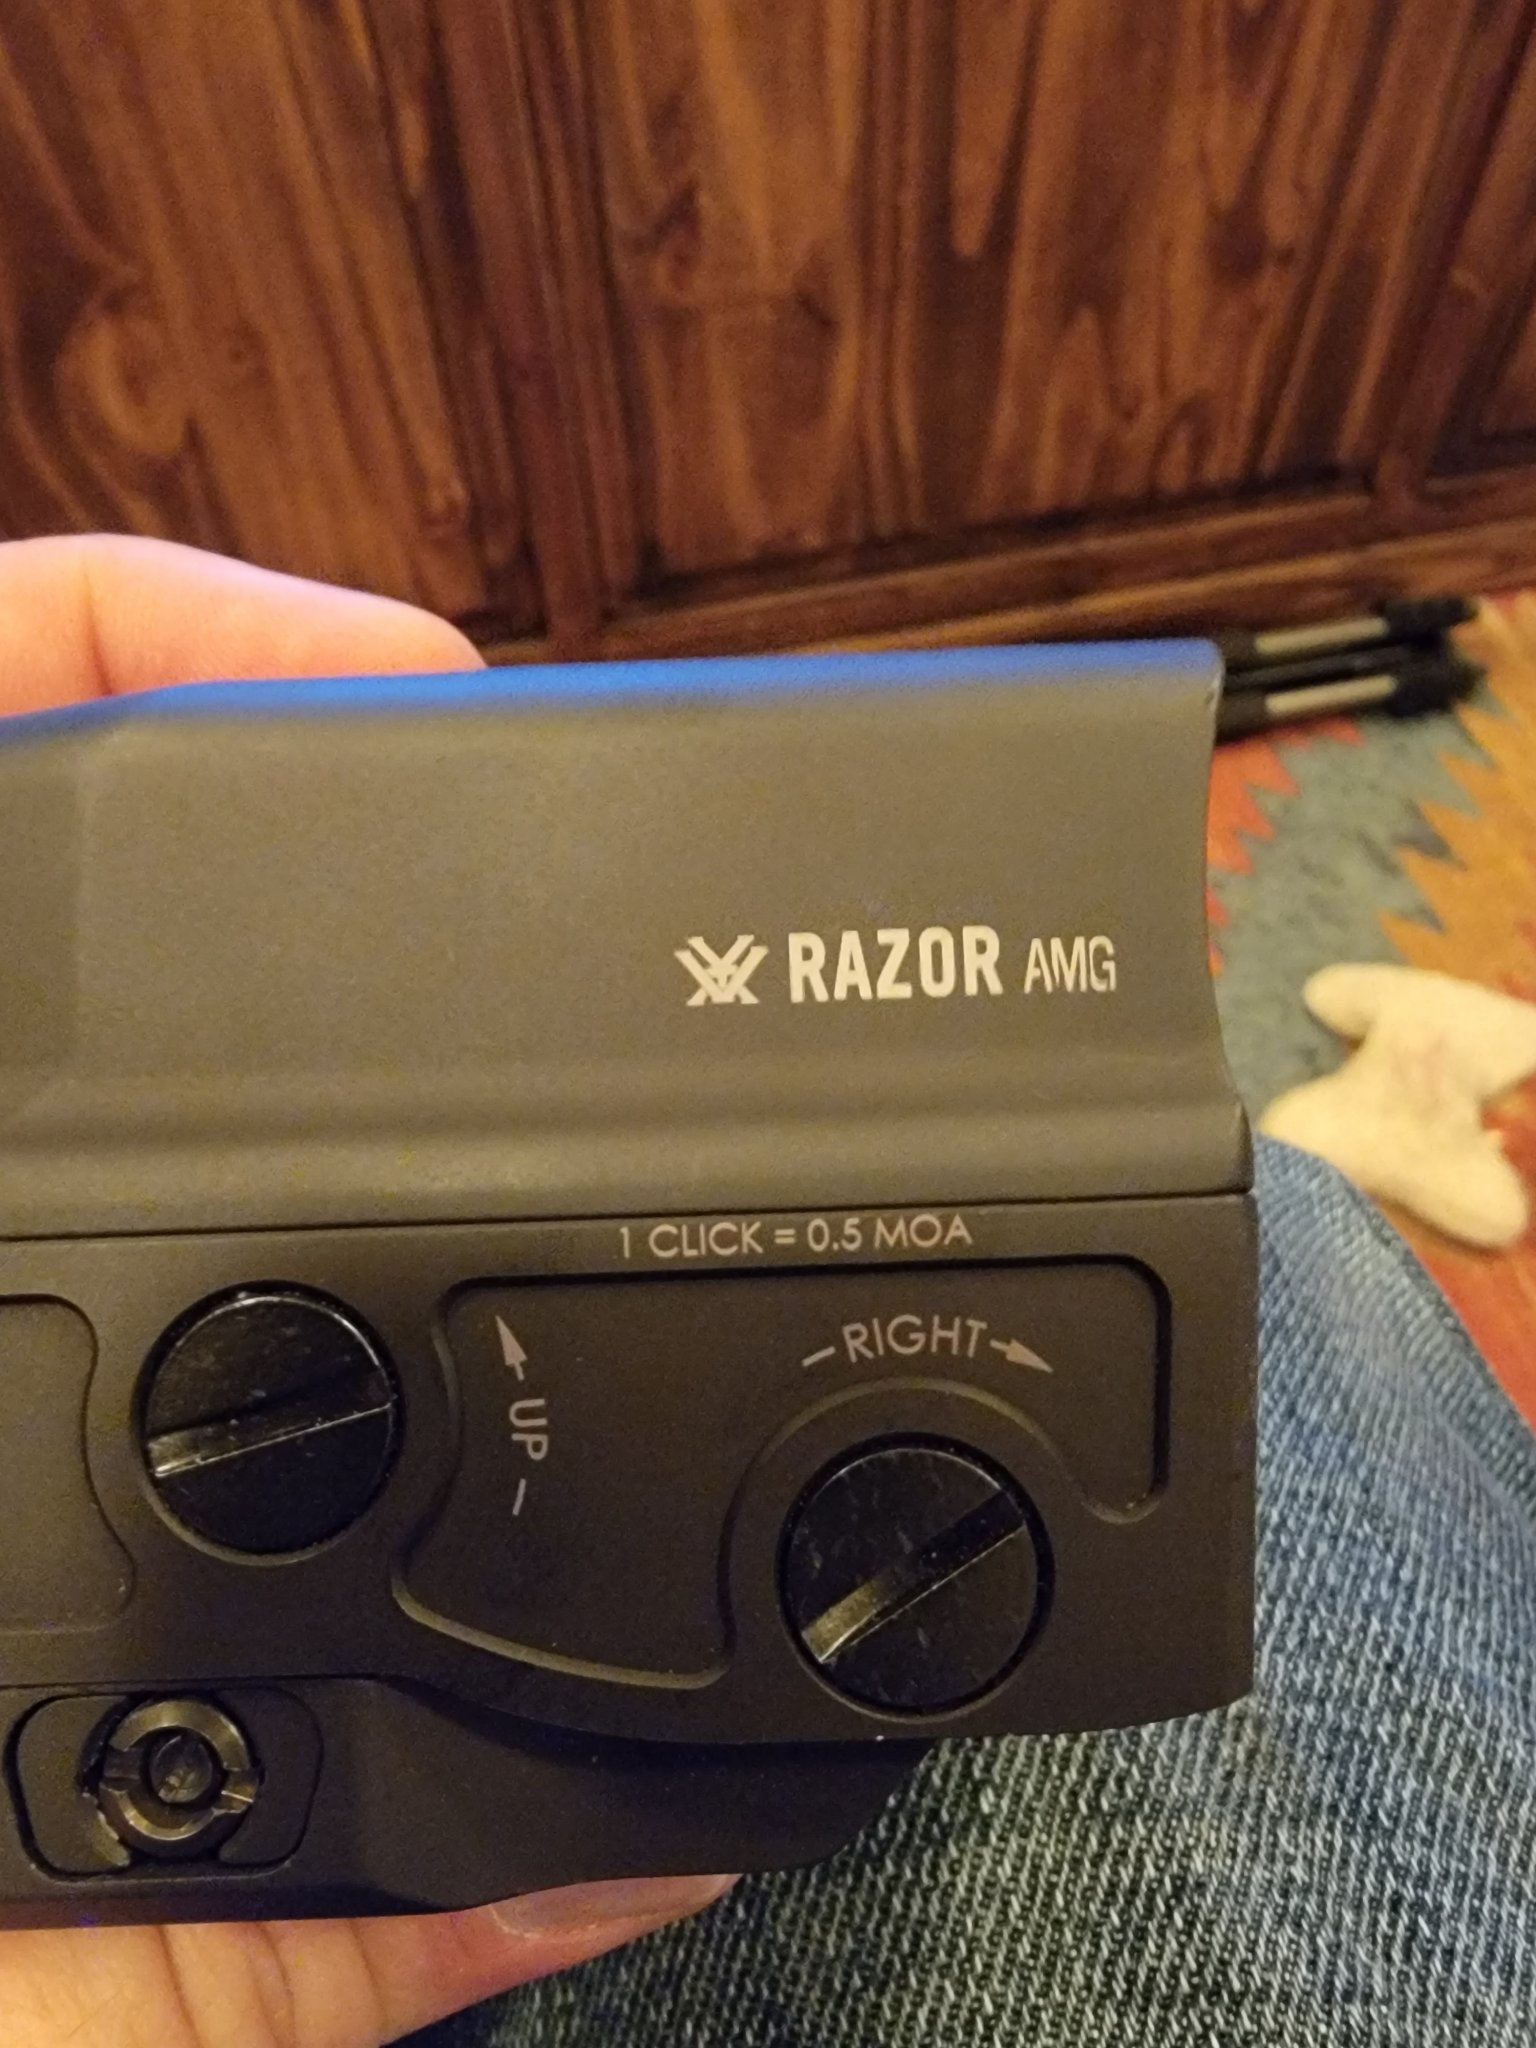 RAZOR AMG
1 CLICK = 0.5 MOA
RIGHT
UP